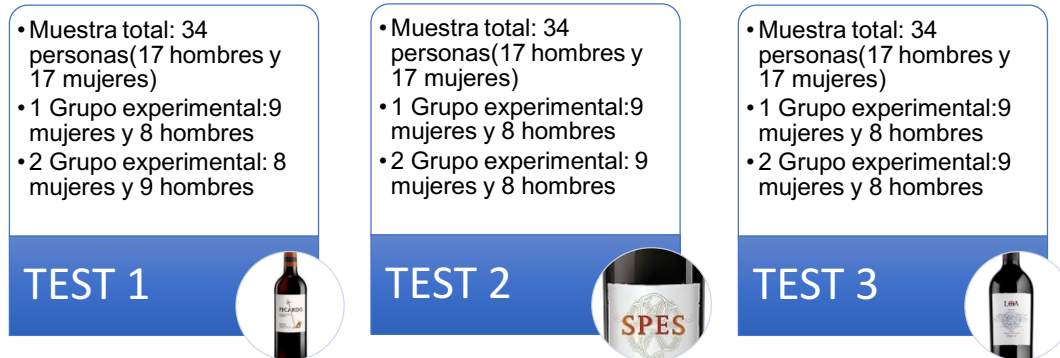 •Muestra total: 34
personas(17 hombres y
17 mujeres)
•1 Grupo experimental:9
mujeres y 8 hombres
•2 Grupo experimental: 8
mujeres y 9 hombres
TEST 1
PICARDO
•Muestra total: 34
personas(17 hombres y
17 mujeres)
•1 Grupo experimental:9
mujeres y 8 hombres
•2 Grupo experimental: 9
mujeres y 8 hombres
TEST 2
SPES
•Muestra total: 34
personas(17 hombres y
17 mujeres)
•1 Grupo experimental:9
mujeres y 8 hombres
•2 Grupo experimental:9
mujeres y 8 hombres
TEST 3
LOA